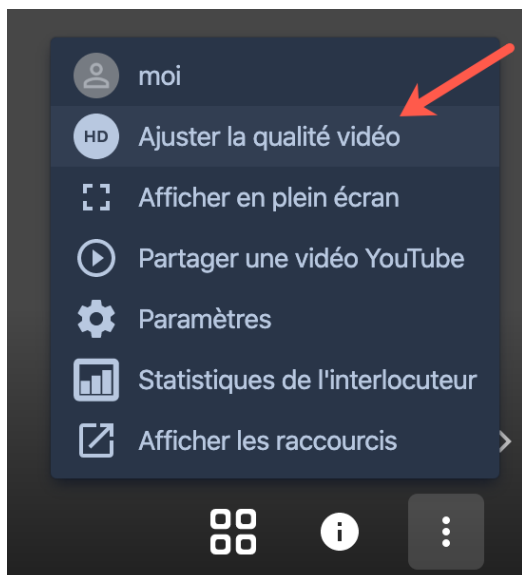 moi
HD
Ajuster la qualité vidéo
Afficher en plein écran
Partager une vidéo YouTube
Paramètres
Statistiques de l'interlocuteur
Afficher les raccourcis